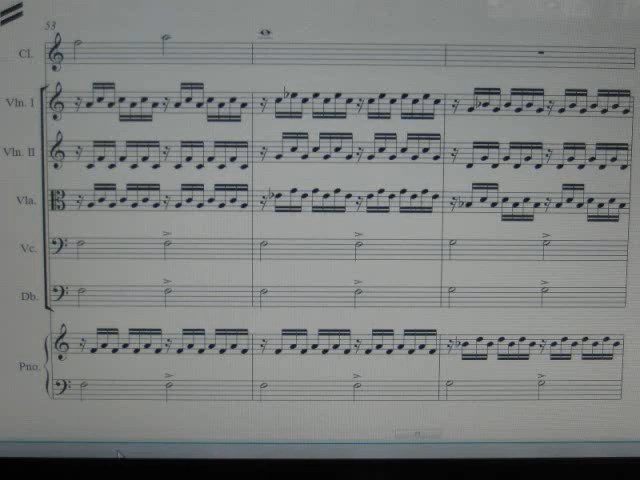 53
Cl.
Vln. I
Vln. II
Vla.
Vc.
Db.
Pno.